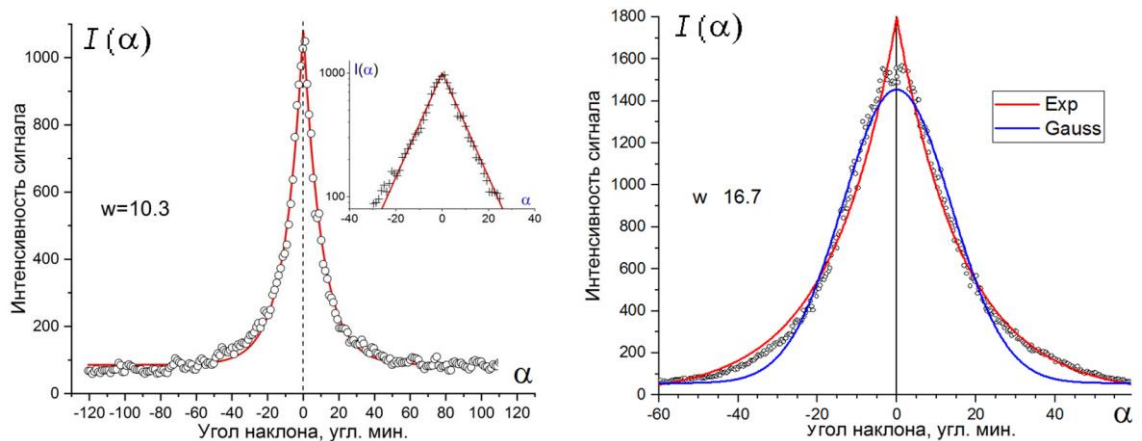 I(α)
1000
800
600
400
200
0
Интенсивность сигнала
w=10.3
I(α)
1000
100
-40 -20 0 20 40
α
-120 -100 -80 -60 -40 -20 0 20 40 60 80 100 120
α
Угол наклона, угл. мин.
I(α)
1800
1600
1400
1200
1000
800
600
400
200
0
Интенсивность сигнала
Exp
Gauss
w 16.7
-60 -40 -20 0 20 40
α
Угол наклона, угл. мин.